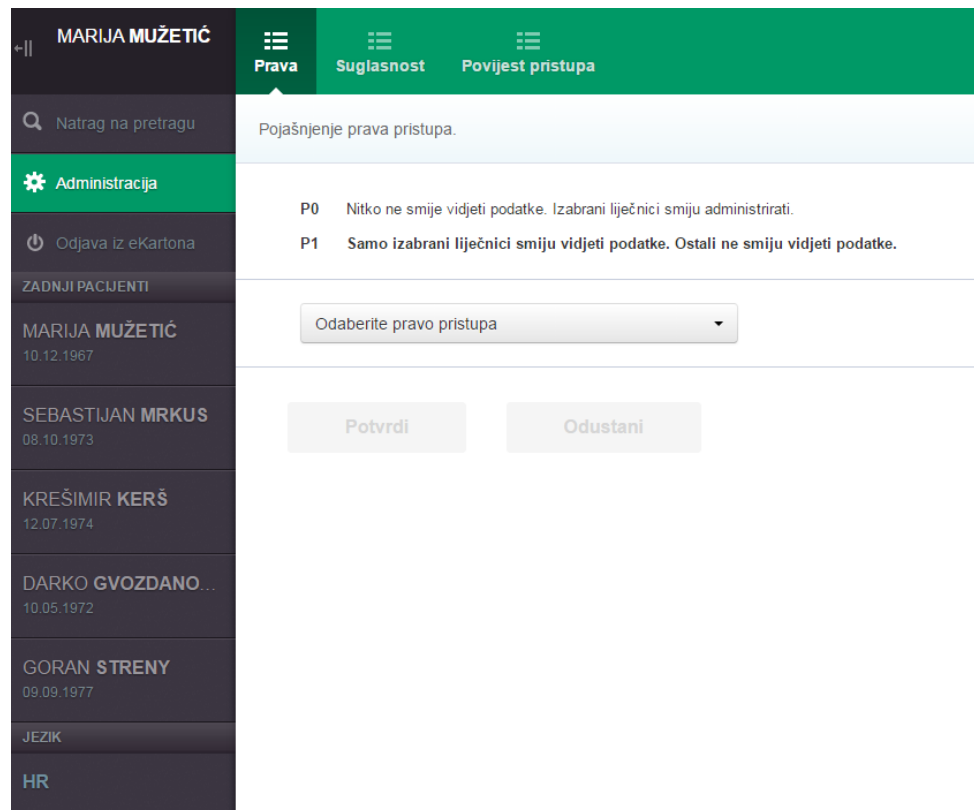 MARIJA MUŽETIĆ
Natrag na pretragu
Administracija
Odjava iz eKartona
ZADNJI PACIJENTI
MARIJA MUŽETIĆ
10.12.1967
SEBASTIJAN MRKUS
08.10.1973
KREŠIMIR KERŠ
12.07.1974
DARKO GVOZDANO...
10.05.1972
GORAN STRENY
09.09.1977
JEZIK
HR
Prava Suglasnost Povijest pristupa
Pojašnjenje prava pristupa.
P0 Nitko ne smije vidjeti podatke. Izabrani liječnici smiju administrirati.
P1 Samo izabrani liječnici smiju vidjeti podatke. Ostali ne smiju vidjeti podatke.
Odaberite pravo pristupa
Potvrdi Odustani